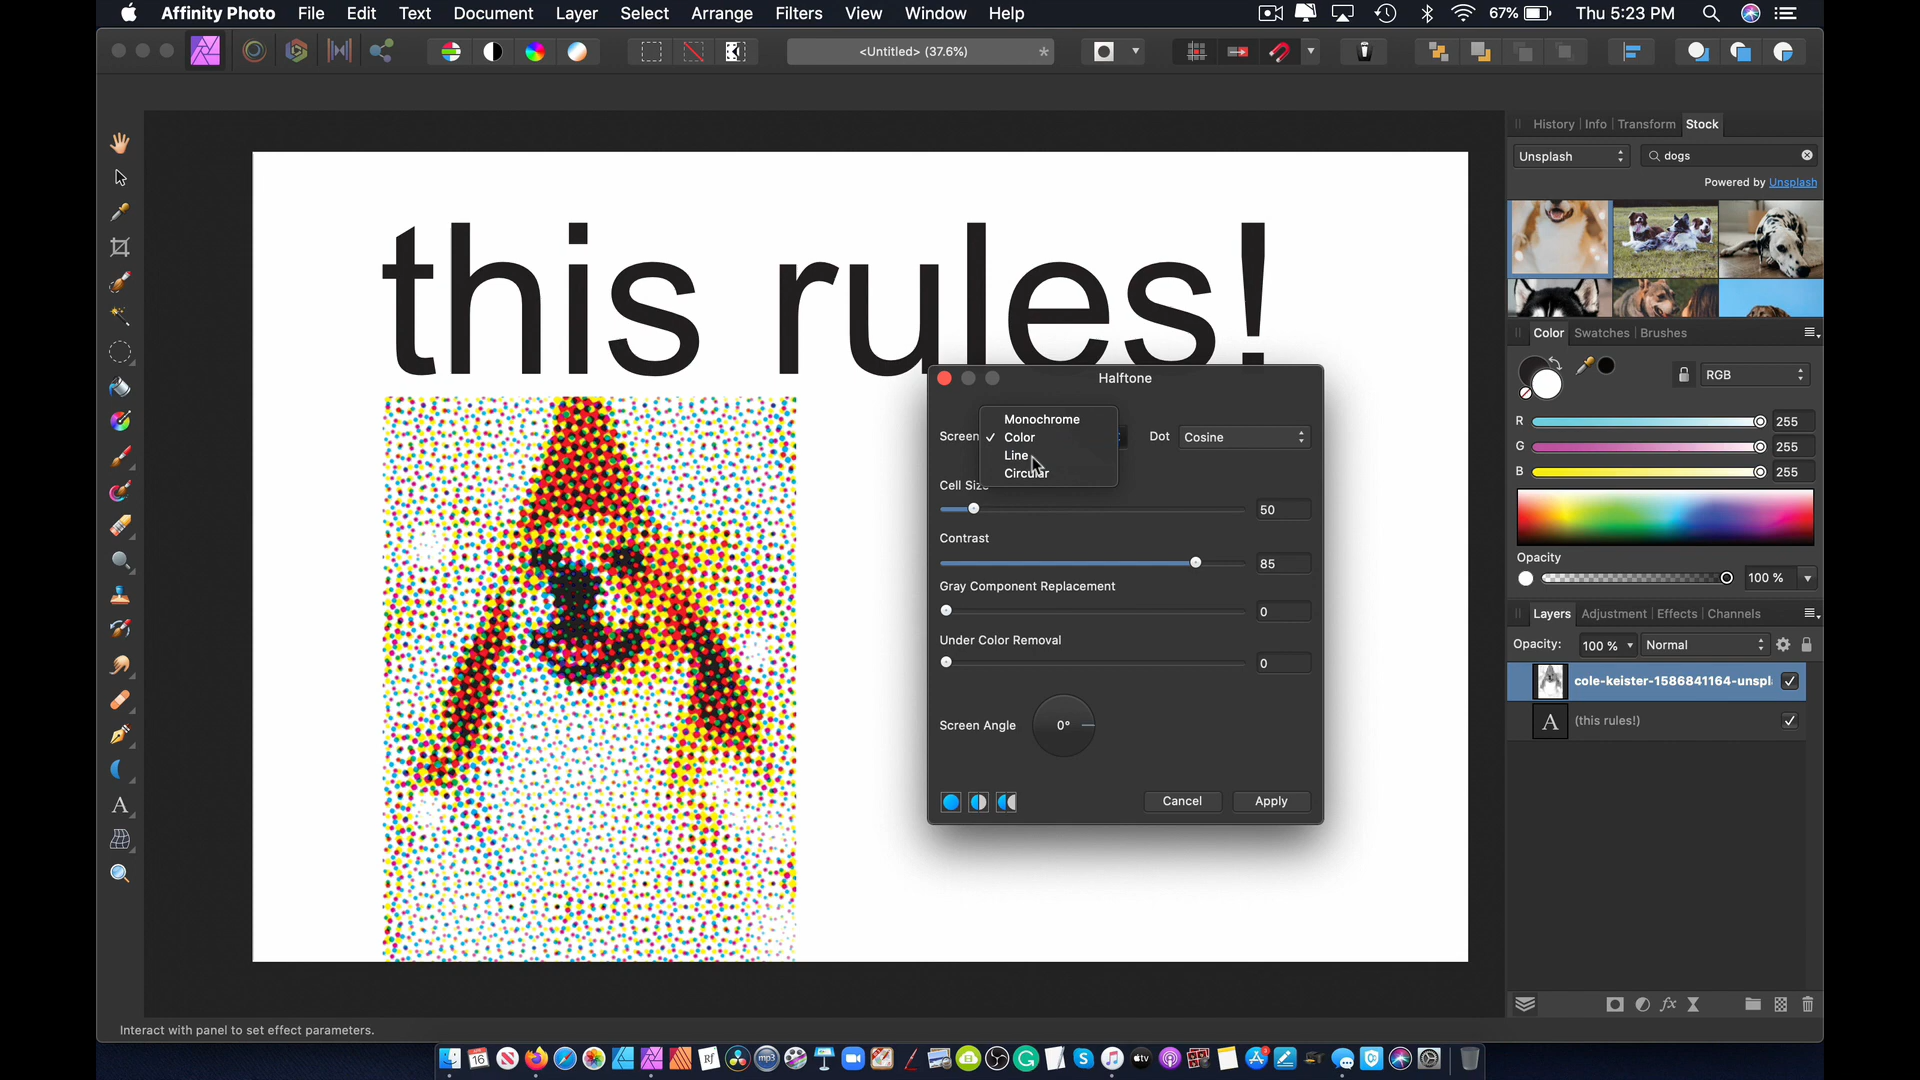 Affinity Photo File Edit Text Document Layer Select Arrange Filters View Window Help 67% Thu 5:23 PM
<Untitled> (37.6%) *
History Info Transform Stock
Unsplash dogs
Powered by Unsplash
this rules!
Color Swatches Brushes
RGB
R 255
G 255
B 255
Opacity
100 %
Halftone
Monochrome
Screen ✓ Color Dot Cosine
Line
Circular
Cell Size
50
Contrast
85
Gray Component Replacement
0
Under Color Removal
0
Screen Angle 0°
Cancel Apply
Layers Adjustment Effects Channels
Opacity: 100 % Normal
cole-keister-1586841164-unspl
A (this rules!)
A
Interact with panel to set effect parameters.
16 Rf mp3 tv